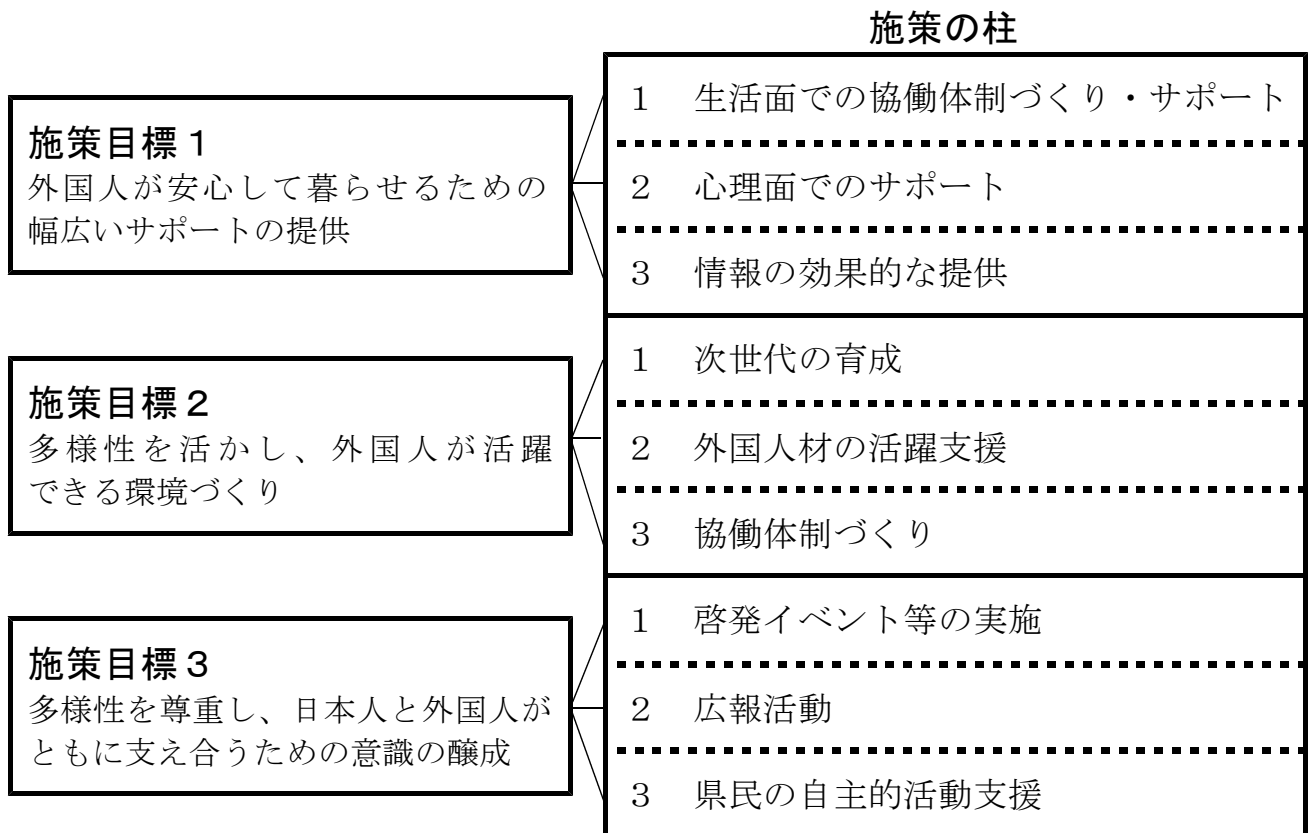 施策の柱
施策目標１
外国人が安心して暮らせるための
幅広いサポートの提供
１　生活面での協働体制づくり・サポート
２　心理面でのサポート
３　情報の効果的な提供
施策目標２
多様性を活かし、外国人が活躍
できる環境づくり
１　次世代の育成
２　外国人材の活躍支援
３　協働体制づくり
施策目標３
多様性を尊重し、日本人と外国人が
ともに支え合うための意識の醸成
１　啓発イベント等の実施
２　広報活動
３　県民の自主的活動支援